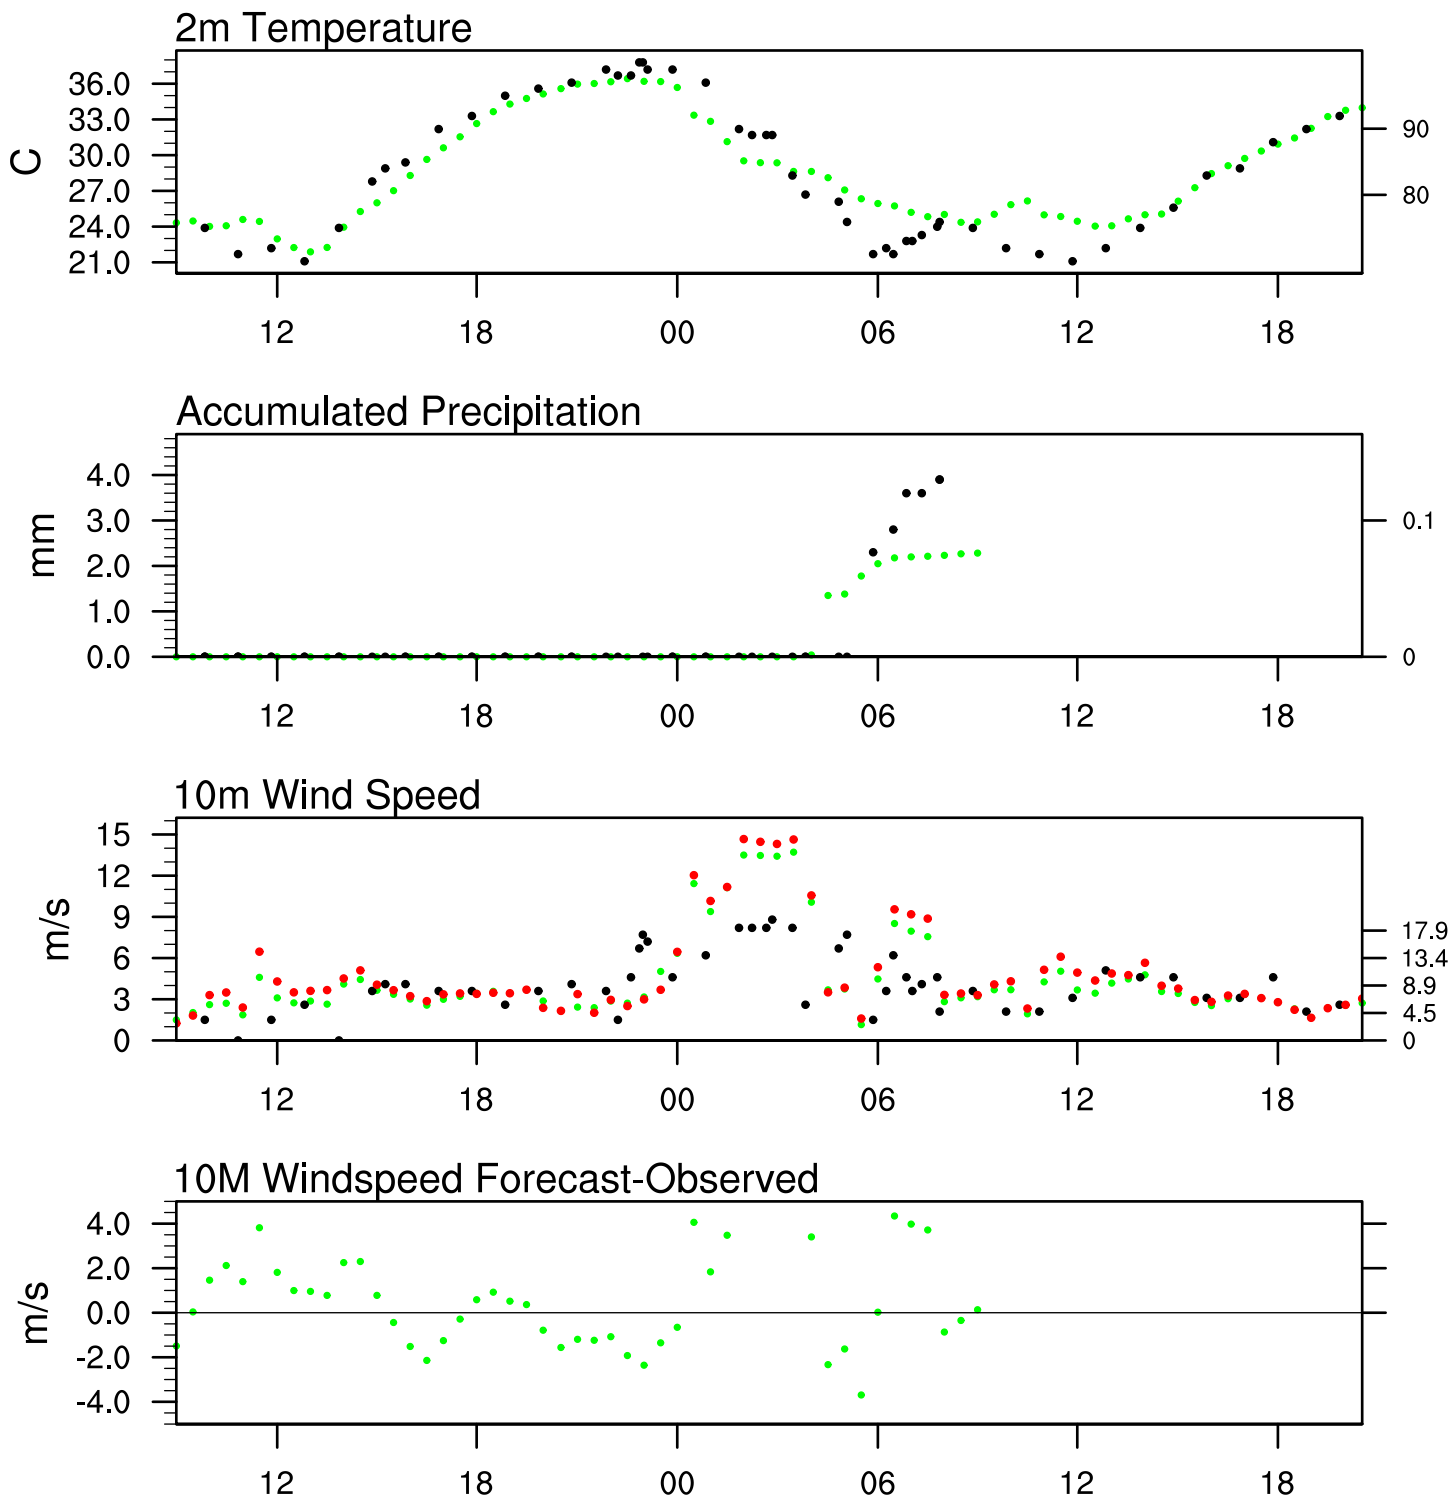 2m Temperature
36.0
33.0
90
30.0
C
27.0
80
24.0
21.0
12 18 00 06 12 18
Accumulated Precipitation
4.0
3.0
0.1
mm
2.0
1.0
0.0
0
12 18 00 06 12 18
10m Wind Speed
15
12
9
17.9
m/s
6
13.4
8.9
3
4.5
0
0
12 18 00 06 12 18
10M Windspeed Forecast-Observed
4.0
2.0
m/s
0.0
-2.0
-4.0
12 18 00 06 12 18